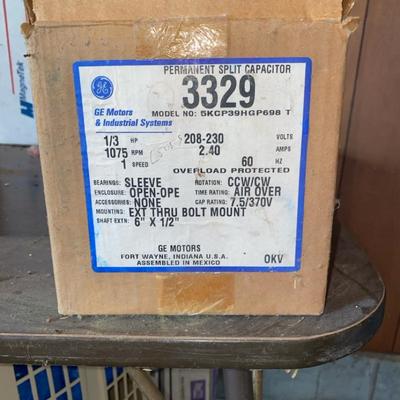 MagneTek
PERMANENT SPLIT CAPACITOR
3329
GE Motors
& Industrial Systems
MODEL NO: 5KCP39HGP698 T
1/3 HP 208-230 VOLTS
1075 RPM 2.40 AMPS
1 SPEED 60 HZ
OVERLOAD PROTECTED
BEARINGS: SLEEVE ROTATION: CCW/CW
ENCLOSURE: OPEN-OPE TIME RATING: AIR OVER
ACCESSORIES: NONE CAP RATING: 7.5/370V
MOUNTING: EXT THRU BOLT MOUNT
SHAFT EXTN: 6" X 1/2"
GE MOTORS
FORT WAYNE, INDIANA U.S.A.
ASSEMBLED IN MEXICO OKV